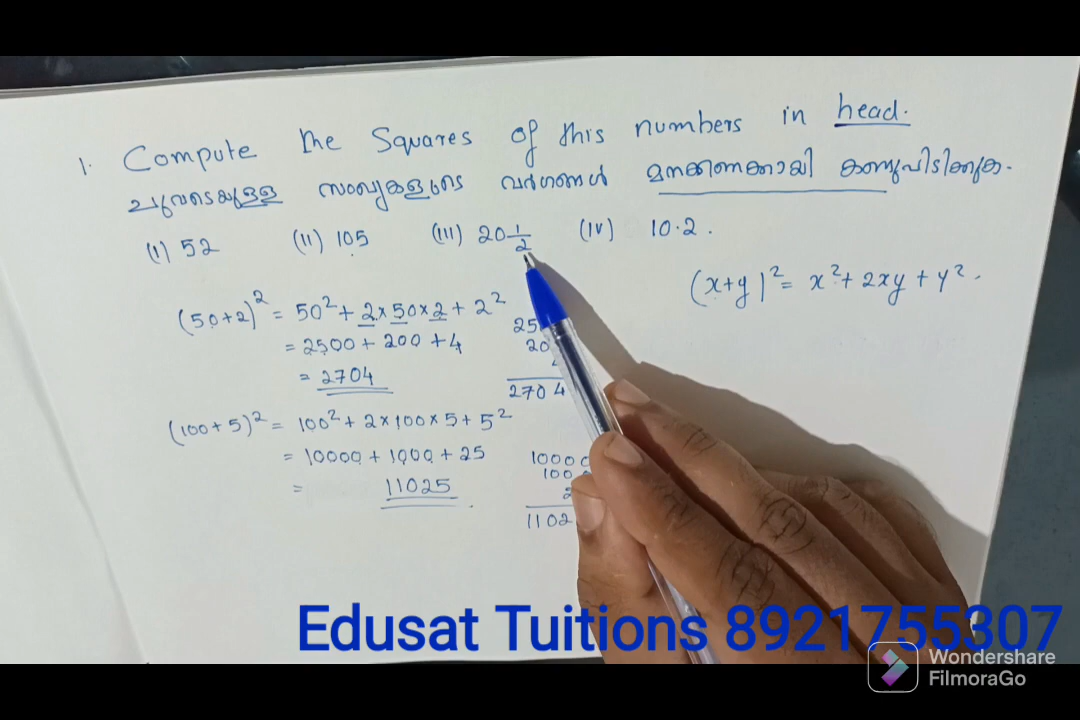 1. Compute the Squares of this numbers in head.
ചുവടെയുള്ള സംഖ്യകളുടെ വർഗങ്ങൾ മനക്കണക്കായി കണ്ടുപിടിക്കുക.
(I) 52 (II) 105 (III) 20 1/2 (IV) 10.2.
(x+y)² = x² + 2xy + y².
(50+2)² = 50² + 2×50×2 + 2²
= 2500 + 200 + 4
= 2704
2704
(100+5)² = 100² + 2×100×5 + 5²
= 10000 + 1000 + 25
= 11025
Edusat Tuitions 8921755307
Wondershare
FilmoraGo